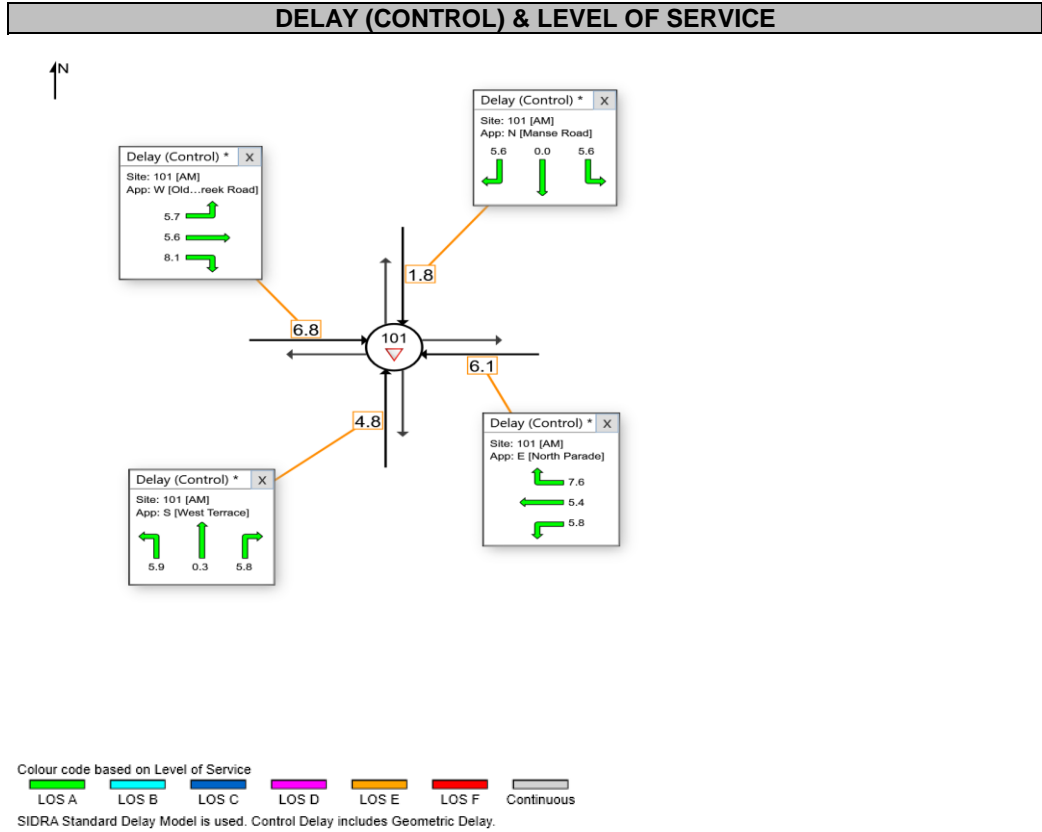 DELAY (CONTROL) & LEVEL OF SERVICE
N
Delay (Control) * X
Site: 101 [AM]
App: N [Manse Road]
5.6 0.0 5.6
Delay (Control) * X
Site: 101 [AM]
App: W [Old...reek Road]
5.7
5.6
8.1
1.8
6.8
101
6.1
4.8
Delay (Control) * X
Site: 101 [AM]
App: E [North Parade]
7.6
5.4
5.8
Delay (Control) * X
Site: 101 [AM]
App: S [West Terrace]
5.9 0.3 5.8
Colour code based on Level of Service
LOS A LOS B LOS C LOS D LOS E LOS F Continuous
SIDRA Standard Delay Model is used. Control Delay includes Geometric Delay.